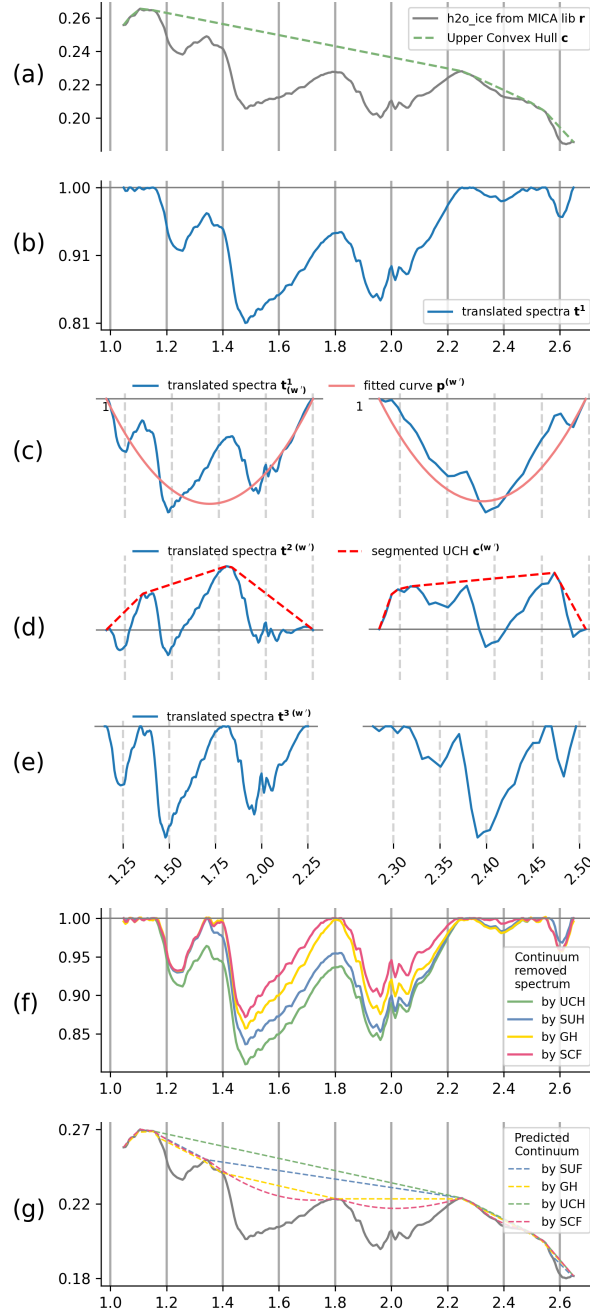 (a)
0.26
0.22
0.20
h2o_ice from MICA lib r
Upper Convex Hull c
(b)
1.00
0.91
0.81
translated spectra t¹
1.0 1.2 1.4 1.6 1.8 2.0 2.2 2.4 2.6
(c)
translated spectra t¹(w′)
fitted curve p(w′)
1
1
(d)
translated spectra t² (w′)
segmented UCH c(w′)
(e)
translated spectra t³ (w′)
1.25 1.50 1.75 2.00 2.25
2.30 2.35 2.40 2.45 2.50
(f)
1.00
0.95
0.90
0.85
Continuum
removed
spectrum
by UCH
by SUH
by GH
by SCF
1.0 1.2 1.4 1.6 1.8 2.0 2.2 2.4 2.6
(g)
0.27
0.22
0.18
Predicted
Continuum
by SUF
by GH
by UCH
by SCF
1.0 1.2 1.4 1.6 1.8 2.0 2.2 2.4 2.6